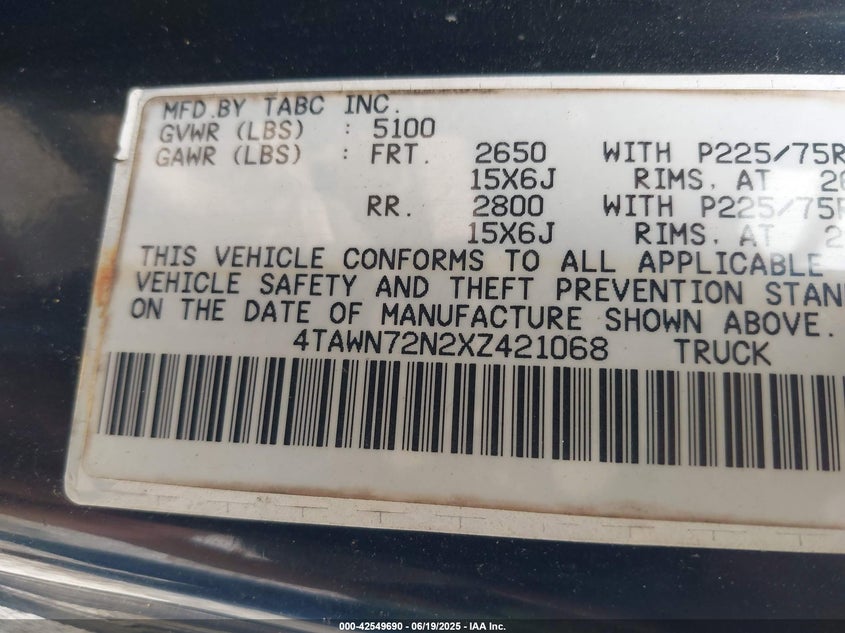 MFD.BY TABC INC.
GVWR (LBS) : 5100
GAWR (LBS) : FRT. 2650 WITH P225/75R
15X6J RIMS, AT 2
RR. 2800 WITH P225/75R
15X6J RIMS, AT 2
THIS VEHICLE CONFORMS TO ALL APPLICABLE
VEHICLE SAFETY AND THEFT PREVENTION STAN
ON THE DATE OF MANUFACTURE SHOWN ABOVE.
4TAWN72N2XZ421068 TRUCK
000-42549690 - 06/19/2025 - IAA Inc.